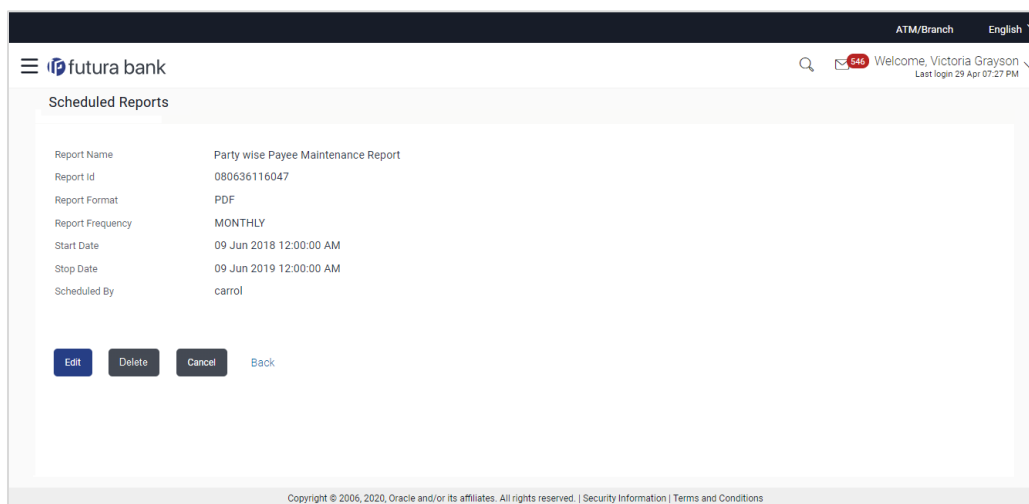 ATM/Branch English
futura bank
546 Welcome, Victoria Grayson
Last login 29 Apr 07:27 PM
Scheduled Reports
Report Name Party wise Payee Maintenance Report
Report Id 080636116047
Report Format PDF
Report Frequency MONTHLY
Start Date 09 Jun 2018 12:00:00 AM
Stop Date 09 Jun 2019 12:00:00 AM
Scheduled By carrol
Edit Delete Cancel Back
Copyright © 2006, 2020, Oracle and/or its affiliates. All rights reserved. | Security Information | Terms and Conditions